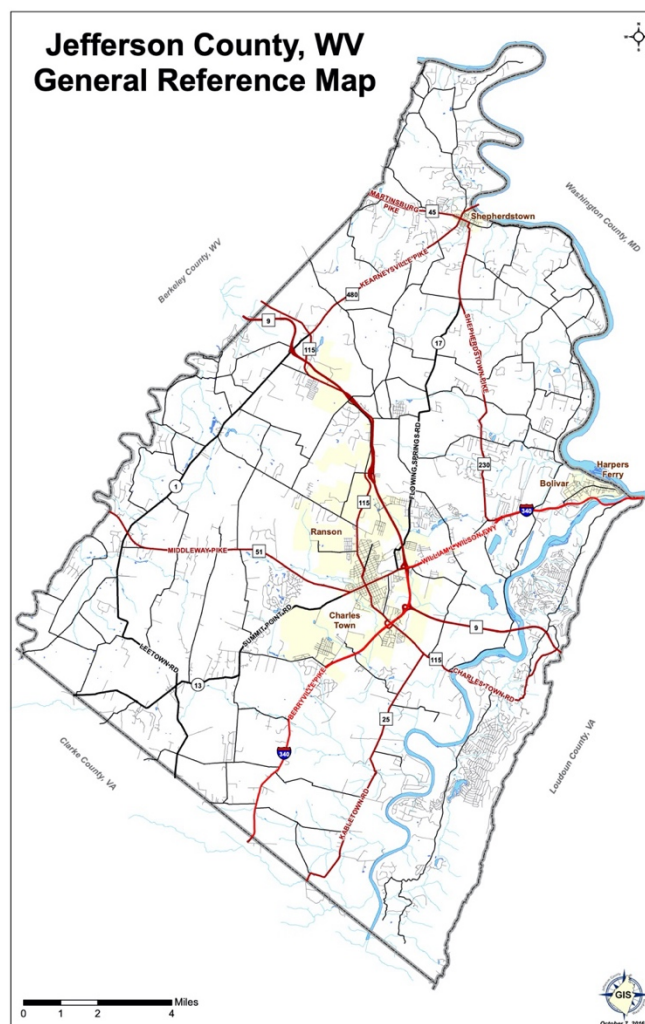 Jefferson County, WV
General Reference Map
Washington County, MD
MARTINSBURG
PIKE
45
Shepherdstown
Berkeley County, WV
KEARNEYSVILLE PIKE
480
9
115
17
SHEPHERDSTOWN PIKE
FLOWING SPRINGS RD
230
Harpers
Ferry
Bolivar
1
115
340
Ranson
WILLIAM L WILSON FWY
MIDDLEWAY PIKE
51
SUMMIT POINT RD
Charles
Town
9
LEETOWN RD
115
CHARLES TOWN RD
13
BERRYVILLE PIKE
25
340
Clarke County, VA
Loudoun County, VA
KABLETOWN RD
0 1 2 4 Miles
GIS